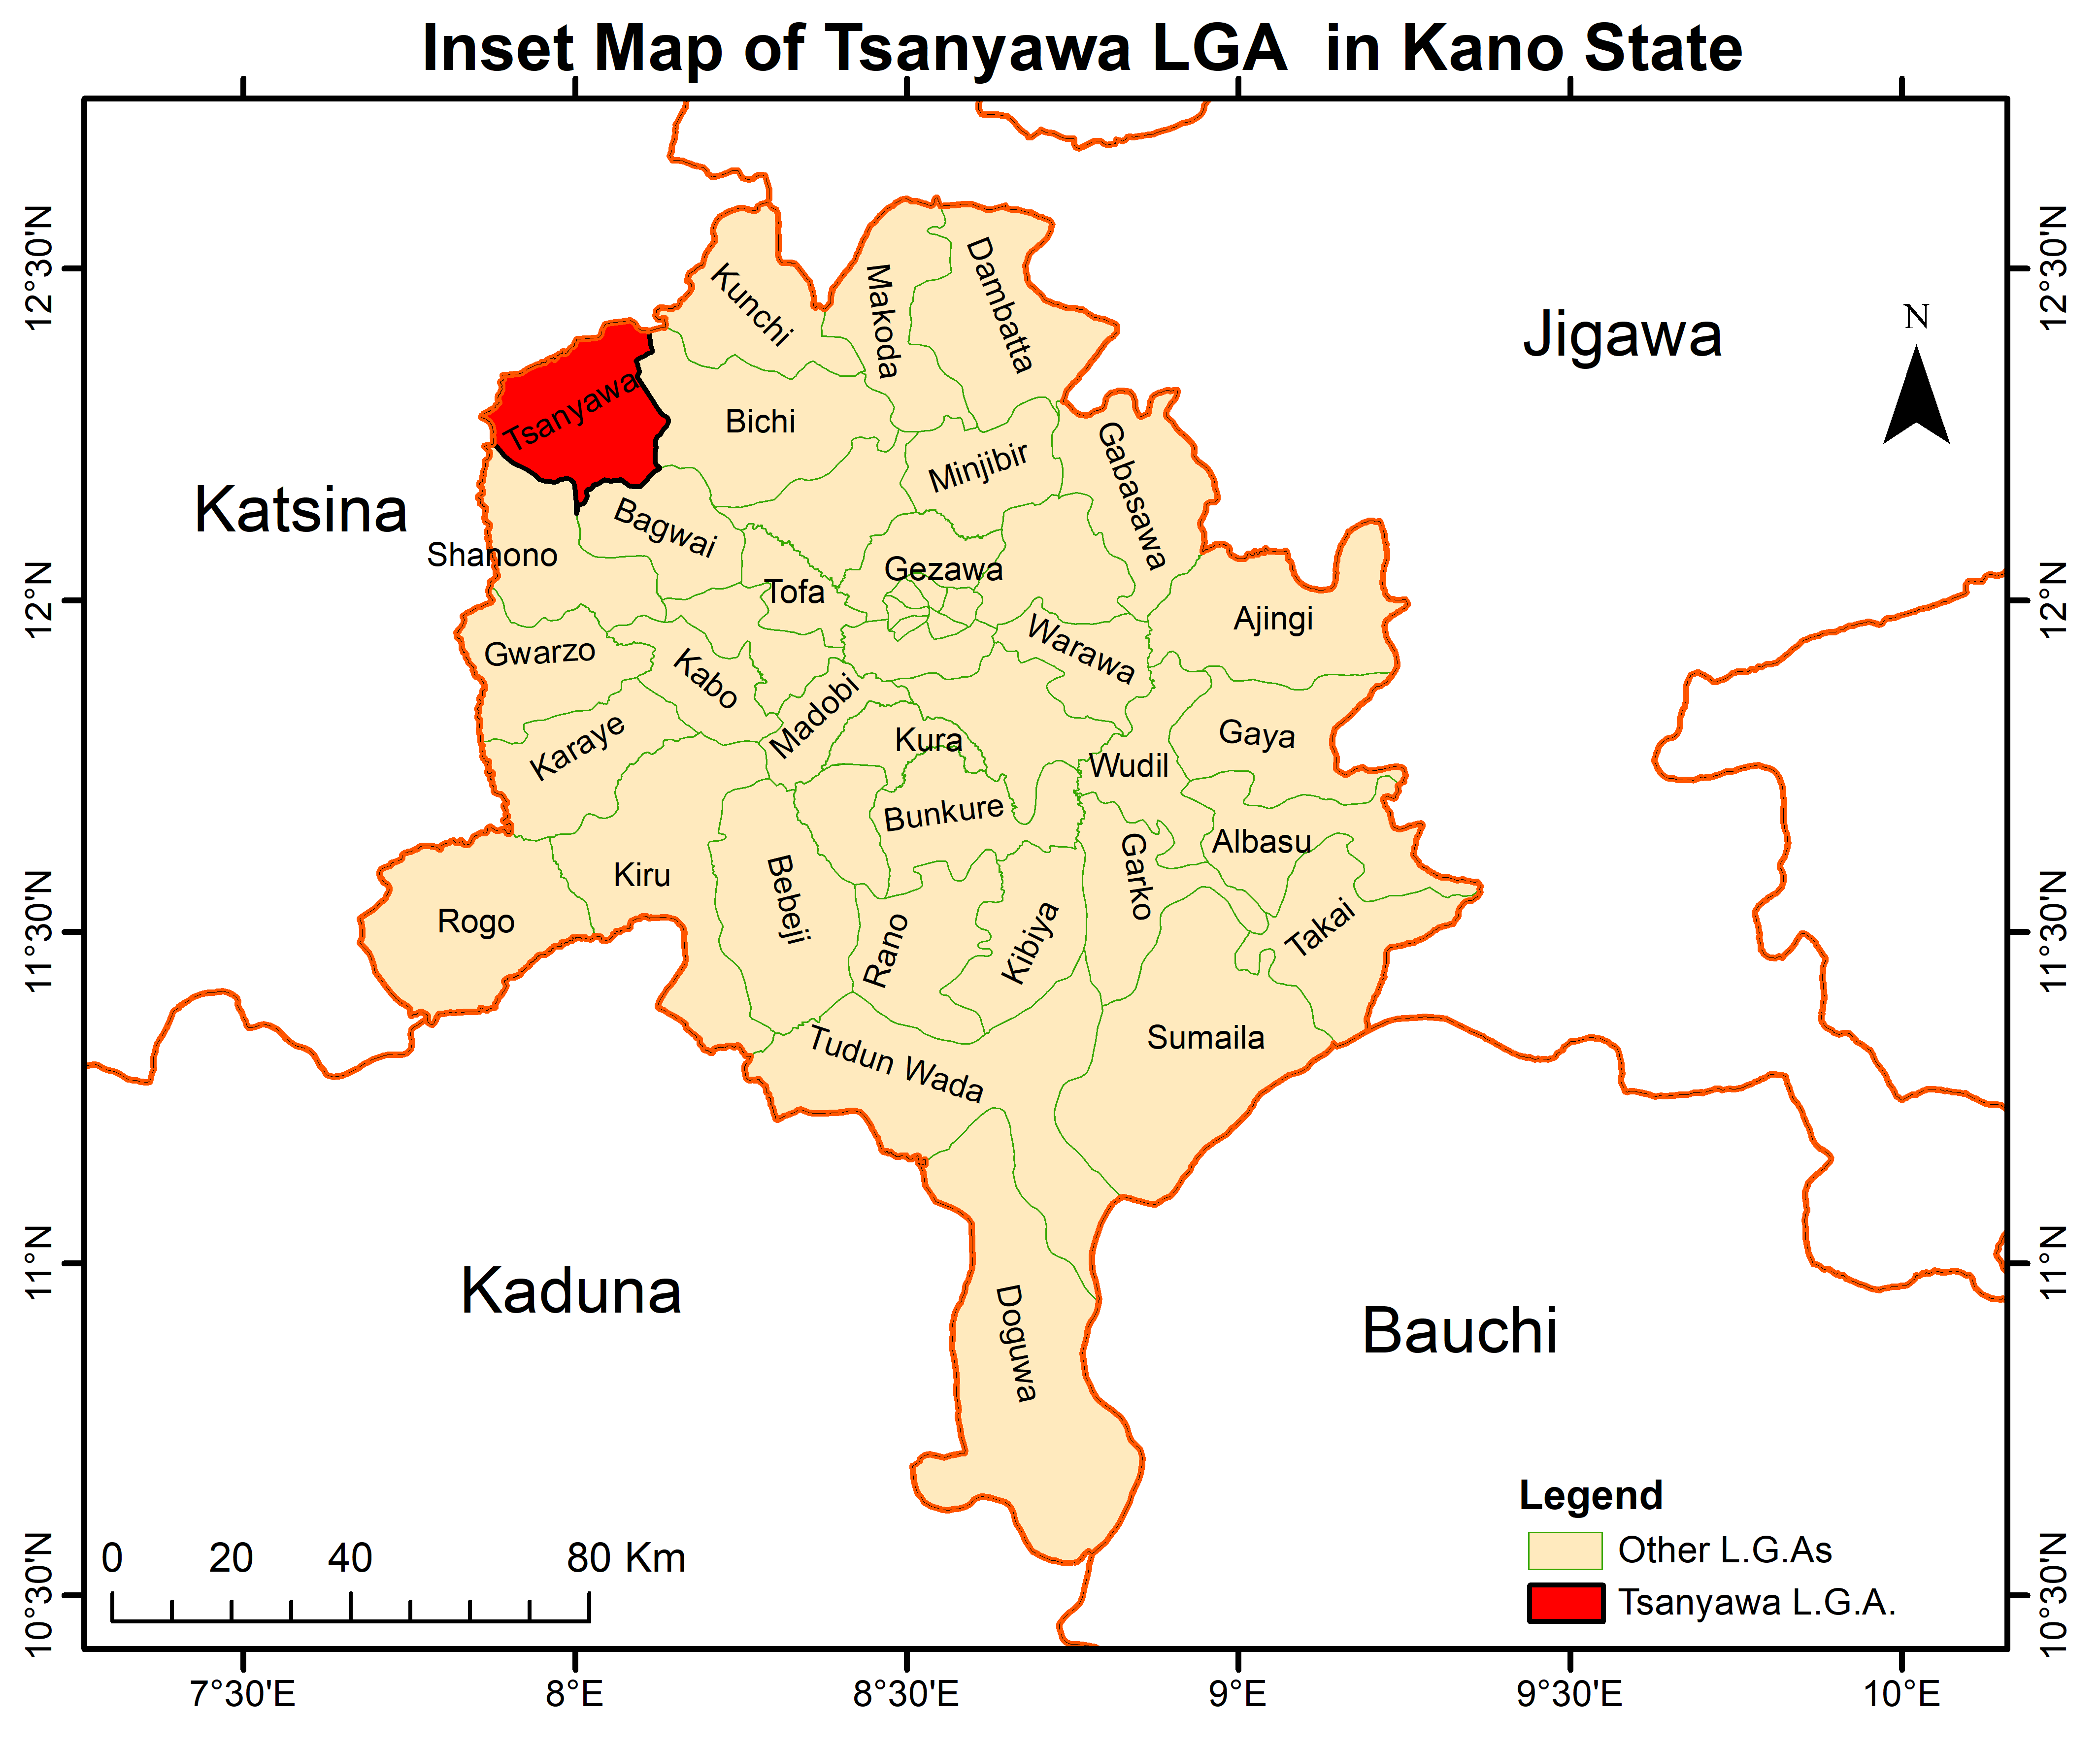 Inset Map of Tsanyawa LGA  in Kano State
12°30'N
12°N
11°30'N
11°N
10°30'N
12°30'N
12°N
11°30'N
11°N
10°30'N
Kunchi
Makoda
Dambatta
Jigawa
N
Tsanyawa
Bichi
Minjibir
Gabasawa
Katsina
Bagwai
Shanono
Gezawa
Tofa
Ajingi
Gwarzo
Kabo
Warawa
Madobi
Karaye
Kura
Gaya
Wudil
Bunkure
Albasu
Garko
Kiru
Bebeji
Rogo
Rano
Kibiya
Takai
Tudun Wada
Sumaila
Kaduna
Doguwa
Bauchi
Legend
Other L.G.As
Tsanyawa L.G.A.
0 20 40 80 Km
7°30'E 8°E 8°30'E 9°E 9°30'E 10°E